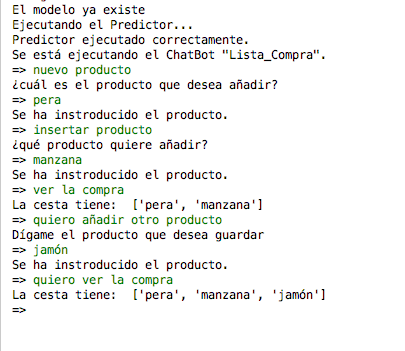 El modelo ya existe
Ejecutando el Predictor...
Predictor ejecutado correctamente.
Se está ejecutando el ChatBot "Lista_Compra".
=> nuevo producto
¿cuál es el producto que desea añadir?
=> pera
Se ha instroducido el producto.
=> insertar producto
¿qué producto quiere añadir?
=> manzana
Se ha instroducido el producto.
=> ver la compra
La cesta tiene:  ['pera', 'manzana']
=> quiero añadir otro producto
Dígame el producto que desea guardar
=> jamón
Se ha instroducido el producto.
=> quiero ver la compra
La cesta tiene:  ['pera', 'manzana', 'jamón']
=>